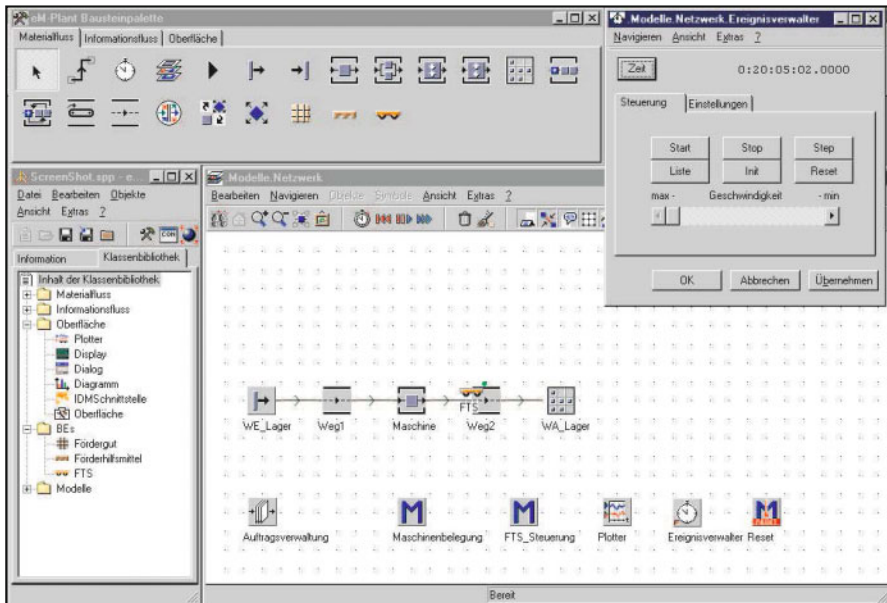 eM-Plant Bausteinpalette
Materialfluss Informationsfluss Oberfläche
Modelle.Netzwerk.Ereignisverwalter
Navigieren Ansicht Extras ?
Zeit 0:20:05:02.0000
Steuerung Einstellungen
Start Stop Step
Liste Init Reset
max - Geschwindigkeit - min
OK Abbrechen Übernehmen
ScreenShot.spp - e...
Datei Bearbeiten Objekte
Ansicht Extras ?
Information Klassenbibliothek
Inhalt der Klassenbibliothek
Materialfluss
Informationsfluss
Oberfläche
Plotter
Display
Dialog
Diagramm
IDMSchnittstelle
Oberfläche
BEs
Fördergut
Förderhilfsmittel
FTS
Modelle
Modelle.Netzwerk
Bearbeiten Navigieren Objekte Symbole Ansicht Extras ?
FTS
WE_Lager Weg1 Maschine Weg2 WA_Lager
Auftragsverwaltung Maschinenbelegung FTS_Steuerung Plotter Ereignisverwalter Reset
Bereit